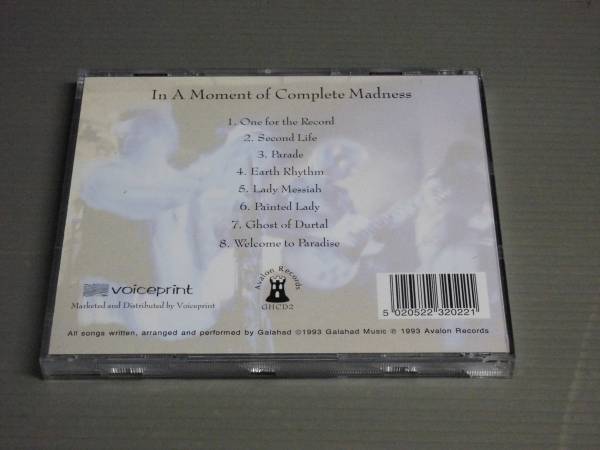 In A Moment of Complete Madness
1. One for the Record
2. Second Life
3. Parade
4. Earth Rhythm
5. Lady Messiah
6. Painted Lady
7. Ghost of Durtal
8. Welcome to Paradise
voiceprint
Marketed and Distributed by Voiceprint
Avalon Records
GHCD2
5 020522 320221
All songs written, arranged and performed by Galahad ©1993 Galahad Music ℗ 1993 Avalon Records